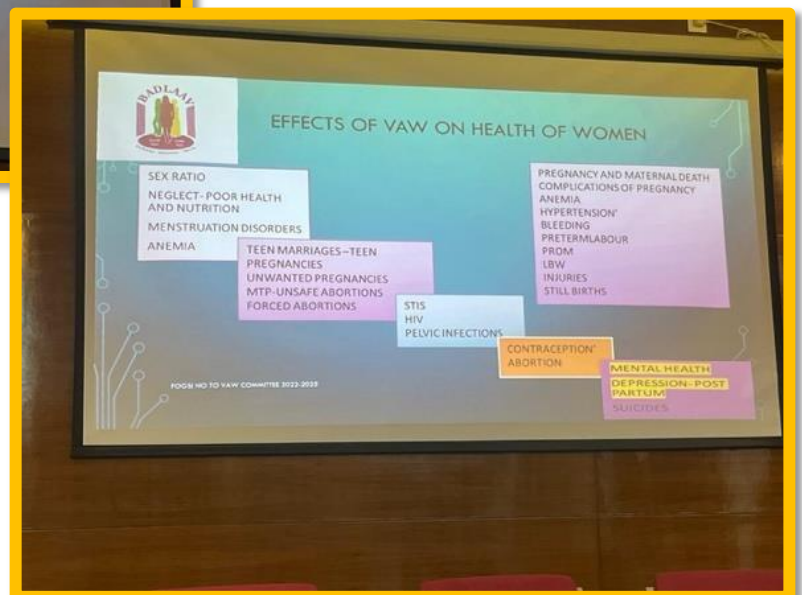 BADLAAV
EFFECTS OF VAW ON HEALTH OF WOMEN
SEX RATIO
NEGLECT-POOR HEALTH
AND NUTRITION
MENSTRUATION DISORDERS
ANEMIA
TEEN MARRIAGES–TEEN
PREGNANCIES
UNWANTED PREGNANCIES
MTP-UNSAFE ABORTIONS
FORCED ABORTIONS
STIS
HIV
PELVIC INFECTIONS
PREGNANCY AND MATERNAL DEATH
COMPLICATIONS OF PREGNANCY
ANEMIA
HYPERTENSION'
BLEEDING
PRETERMLABOUR
PROM
LBW
INJURIES
STILL BIRTHS
CONTRACEPTION'
ABORTION
MENTAL HEALTH
DEPRESSION-POST
PARTUM
SUICIDES
FOGSI NO TO VAW COMMITTEE 2022-2025